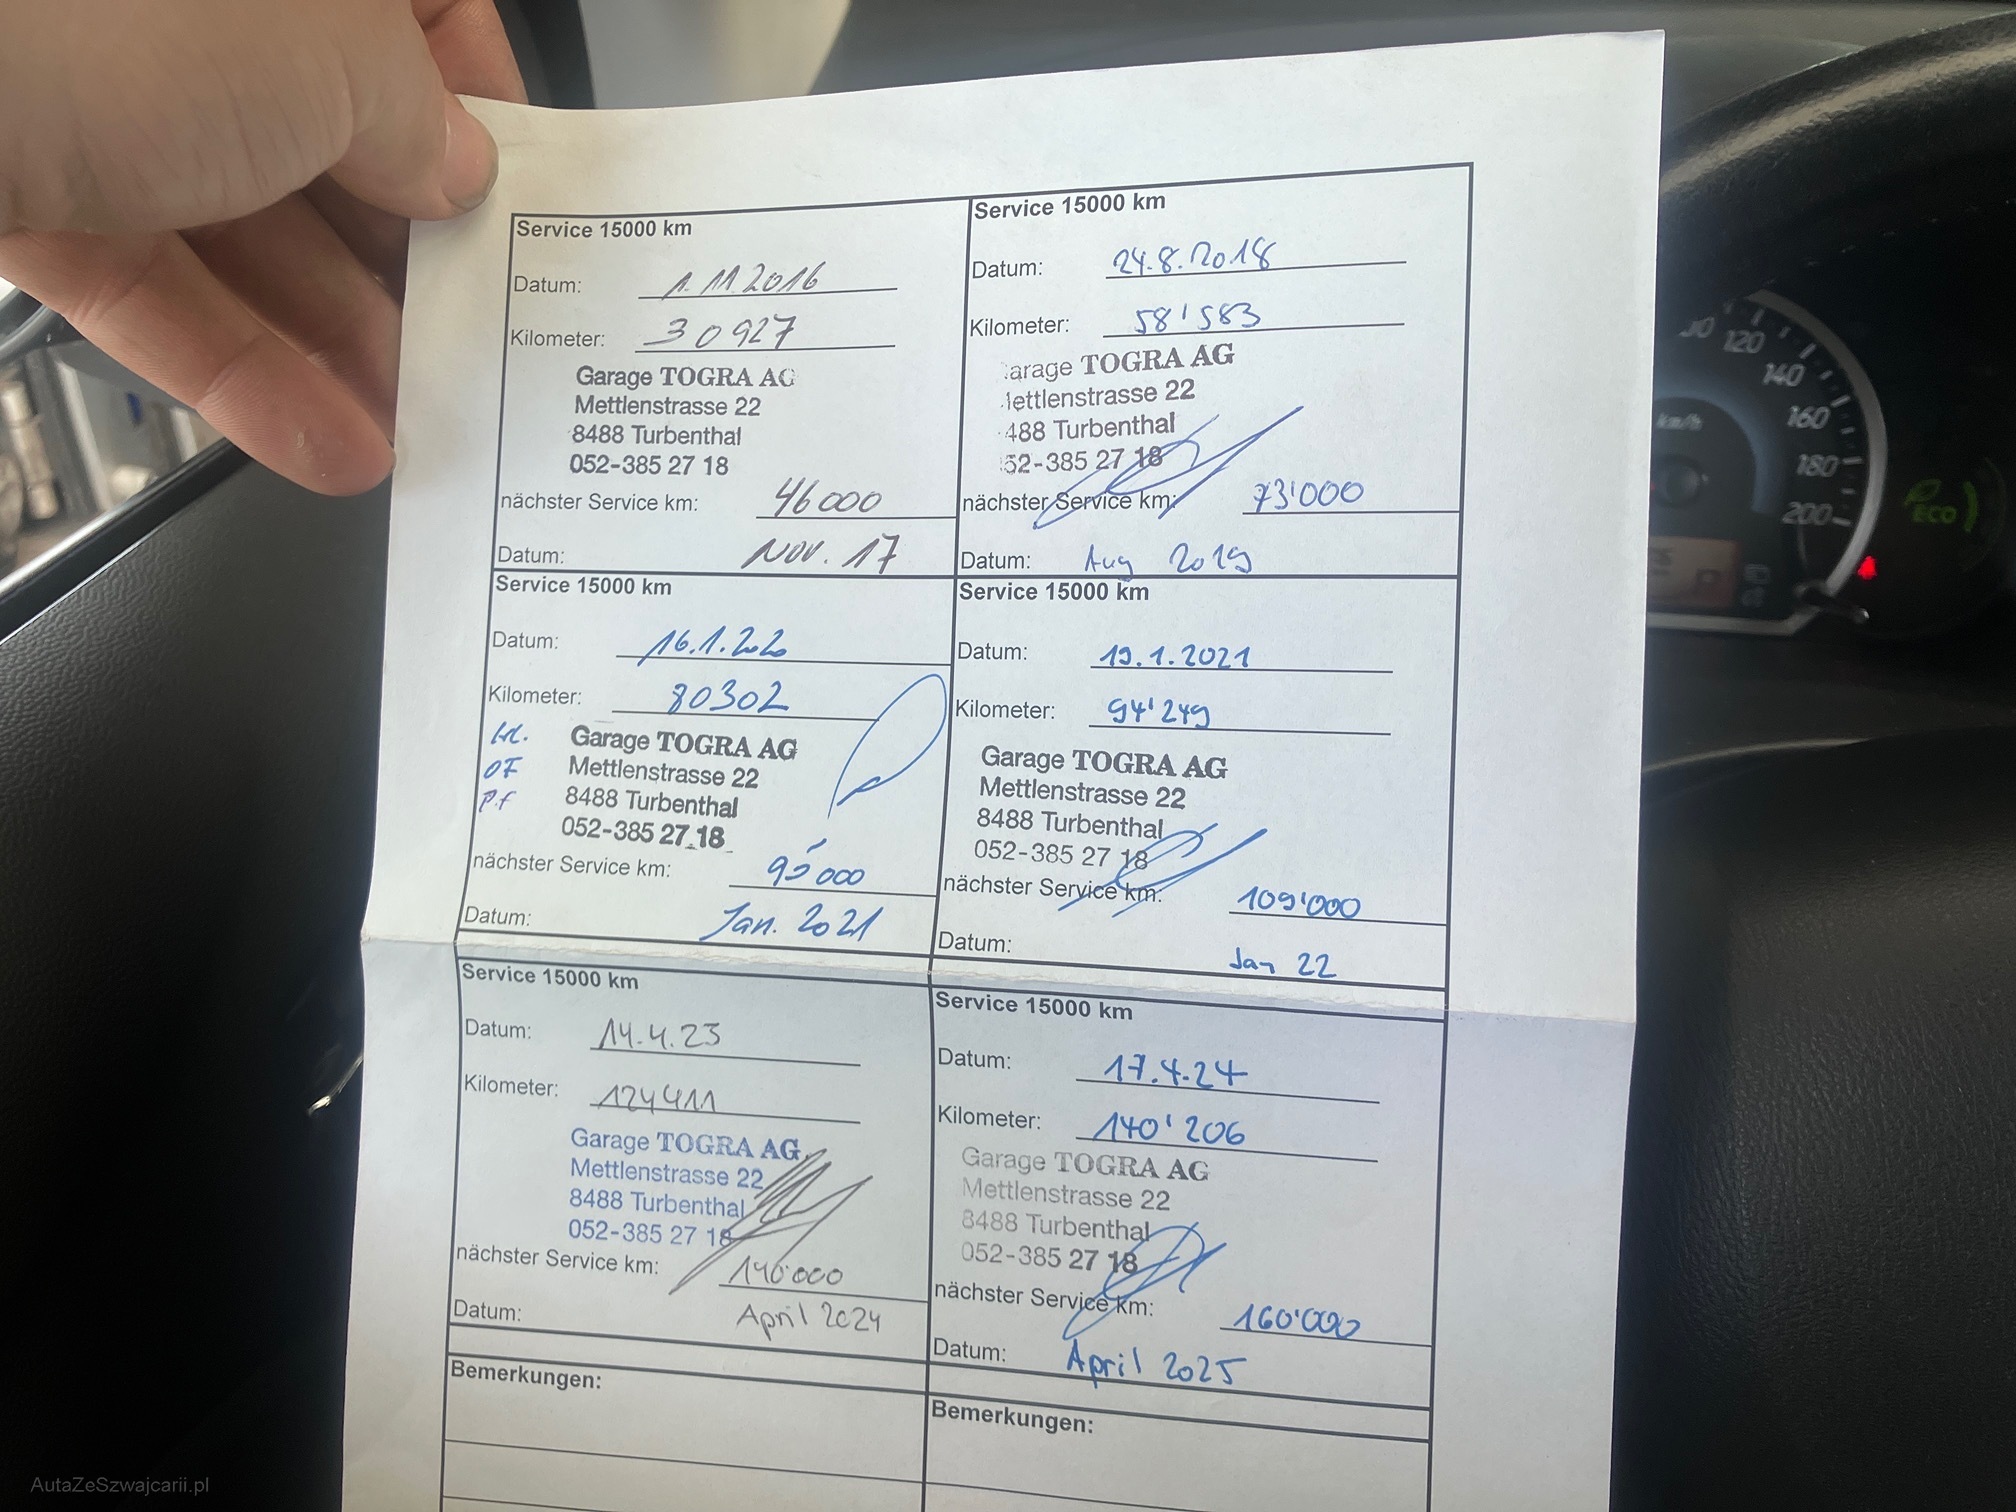 Service 15000 km
Datum: 1.11.2016
Kilometer: 30927
Garage TOGRA AG
Mettlenstrasse 22
8488 Turbenthal
052-385 27 18
nächster Service km: 46000
Datum: Nov. 17
Service 15000 km
Datum: 24.8.2018
Kilometer: 58'583
arage TOGRA AG
ettlenstrasse 22
488 Turbenthal
52-385 27 18
nächster Service km: 73'000
Datum: Aug 2019
Service 15000 km
Datum: 16.1.2020
Kilometer: 80302
OF
P.f
Garage TOGRA AG
Mettlenstrasse 22
8488 Turbenthal
052-385 27 18
nächster Service km: 95'000
Datum: Jan. 2021
Service 15000 km
Datum: 19.1.2021
Kilometer: 94'249
Garage TOGRA AG
Mettlenstrasse 22
8488 Turbenthal
052-385 27 18
nächster Service km: 109'000
Datum: Jan 22
Service 15000 km
Datum: 14.4.23
Kilometer: 124411
Garage TOGRA AG
Mettlenstrasse 22
8488 Turbenthal
052-385 27 18
nächster Service km: 140'000
Datum: April 2024
Service 15000 km
Datum: 17.4.24
Kilometer: 140'206
Garage TOGRA AG
Mettlenstrasse 22
8488 Turbenthal
052-385 27 18
nächster Service km: 160'000
Datum: April 2025
Bemerkungen:
Bemerkungen:
120
140
160
180
200
km/h
ECO
AutaZeSzwajcarii.pl